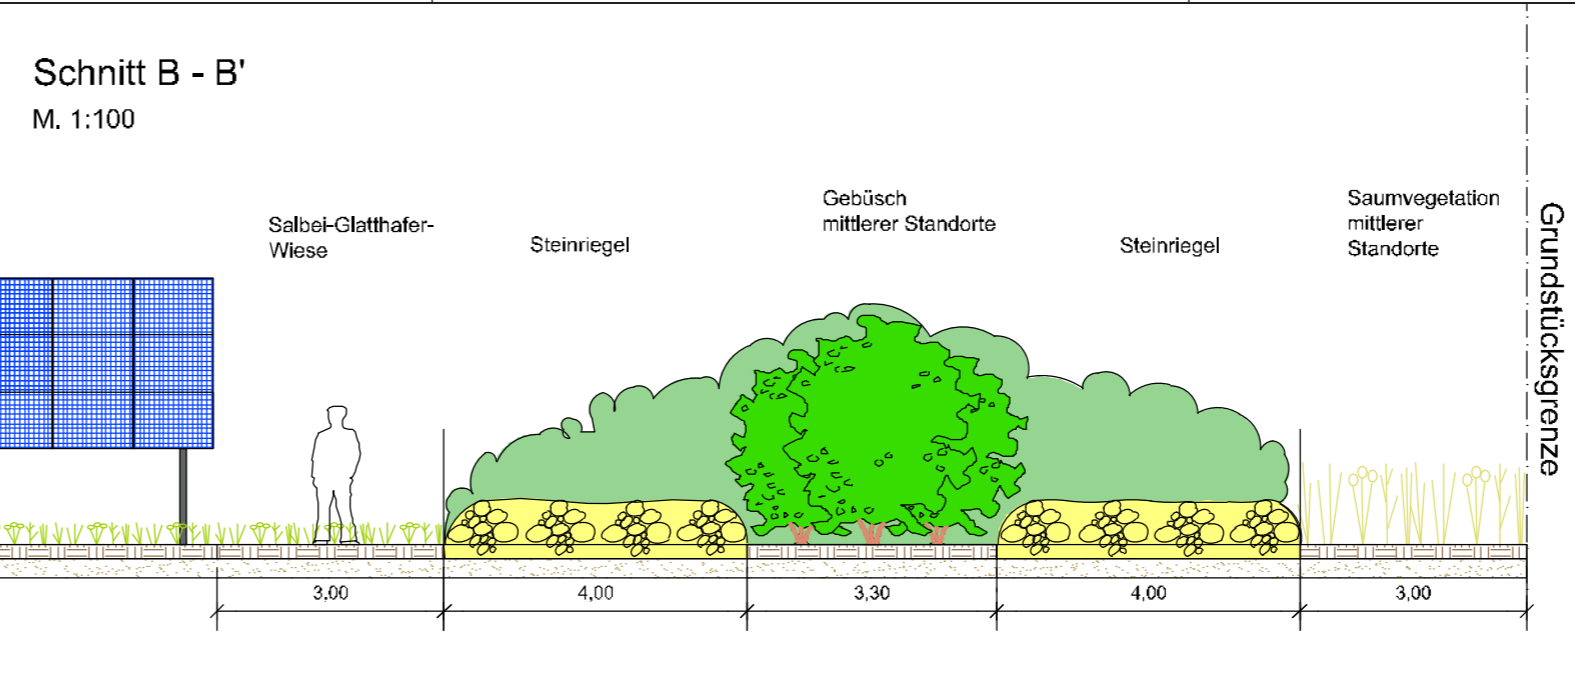 Schnitt B - B'
M. 1:100
Salbei-Glatthafer-
Wiese
Steinriegel
Gebüsch
mittlerer Standorte
Steinriegel
Saumvegetation
mittlerer
Standorte
Grundstücksgrenze
3,00
4,00
3,30
4,00
3,00